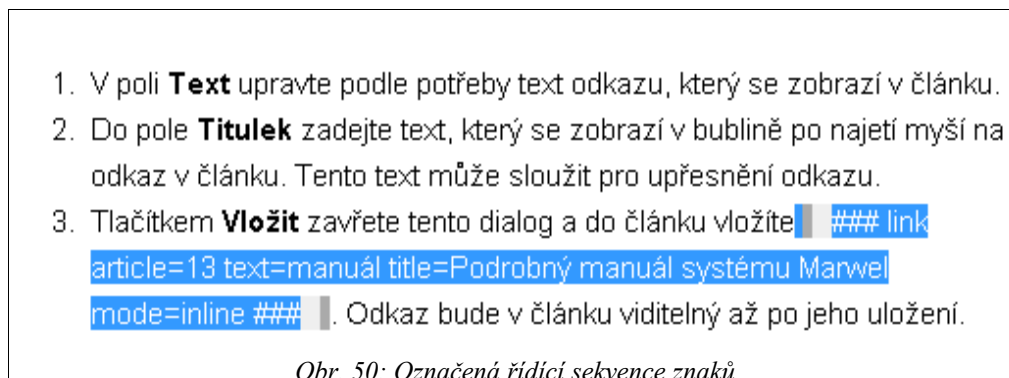 1. V poli Text upravte podle potřeby text odkazu, který se zobrazí v článku.
2. Do pole Titulek zadejte text, který se zobrazí v bublině po najetí myší na
odkaz v článku. Tento text může sloužit pro upřesnění odkazu.
3. Tlačítkem Vložit zavřete tento dialog a do článku vložíte ### link
article=13 text=manuál title=Podrobný manuál systému Marwel
mode=inline ### . Odkaz bude v článku viditelný až po jeho uložení.
Obr. 50: Označená řídící sekvence znaků